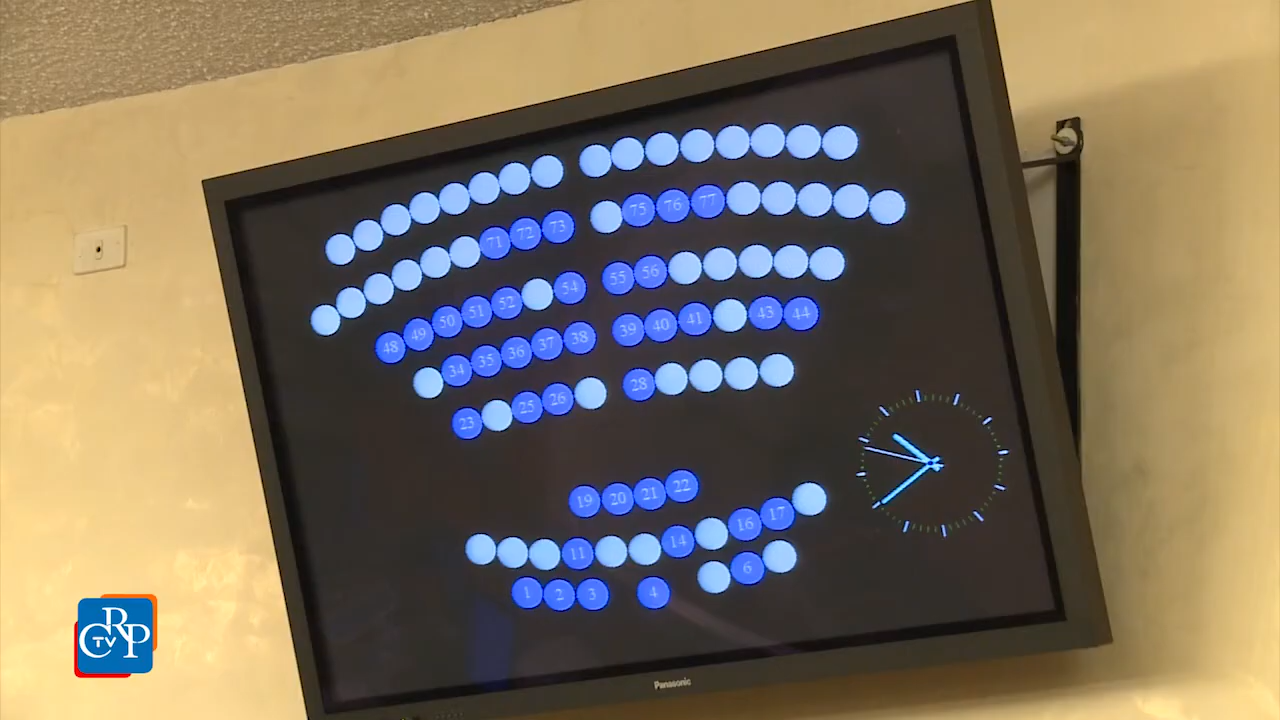 71 72 73 75 76 77
48 49 50 51 52 54 55 56
34 35 36 37 38 39 40 41 43 44
23 25 26 28
19 20 21 22
11 14 16 17
1 2 3 4 6
Panasonic
CRP
TV